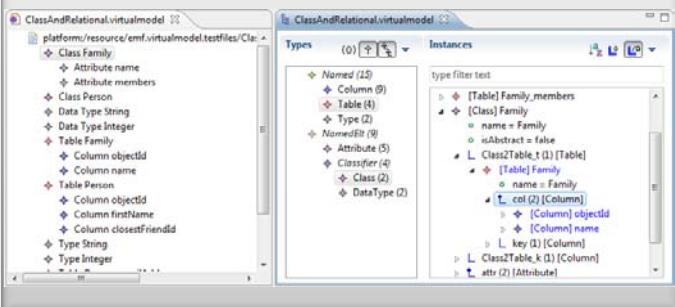 ClassAndRelational.virtualmodel
platform:/resource/emf.virtualmodel.testfiles/Clas
Class Family
Attribute name
Attribute members
Class Person
Data Type String
Data Type Integer
Table Family
Column objectId
Column name
Table Person
Column objectId
Column firstName
Column closestFriendId
Type String
Type Integer
ClassAndRelational.virtualmodel
Types
(0)
Named (15)
Column (9)
Table (4)
Type (2)
NamedElt (9)
Attribute (5)
Classifier (4)
Class (2)
DataType (2)
Instances
type filter text
[Table] Family_members
[Class] Family
name = Family
isAbstract = false
Class2Table_t (1) [Table]
[Table] Family
name = Family
col (2) [Column]
[Column] objectId
[Column] name
key (1) [Column]
Class2Table_k (1) [Column]
attr (2) [Attribute]